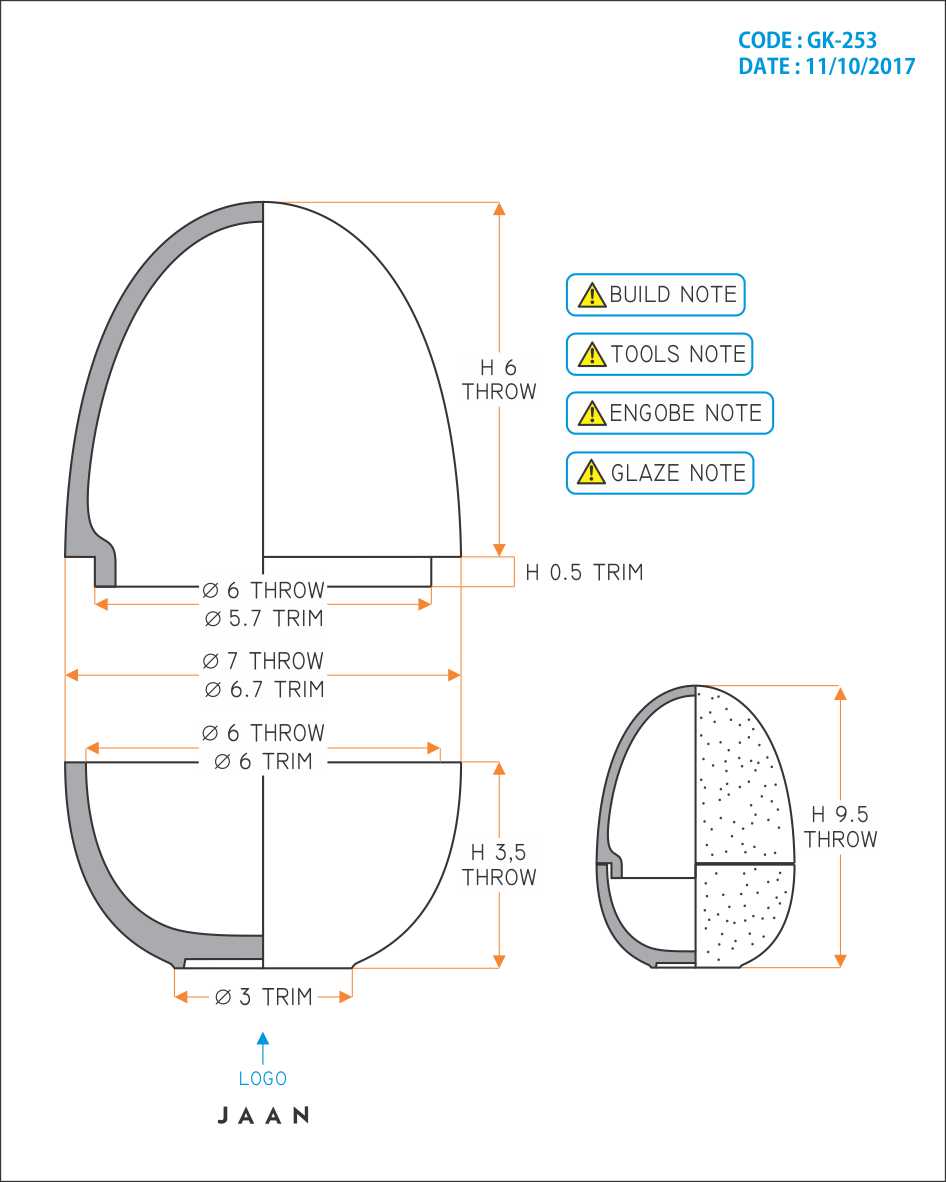 CODE : GK-253
DATE : 11/10/2017
BUILD NOTE
TOOLS NOTE
ENGOBE NOTE
GLAZE NOTE
H 6
THROW
H 0.5 TRIM
⌀ 6 THROW
⌀ 5.7 TRIM
⌀ 7 THROW
⌀ 6.7 TRIM
⌀ 6 THROW
⌀ 6 TRIM
H 3,5
THROW
H 9.5
THROW
⌀ 3 TRIM
LOGO
JAAN